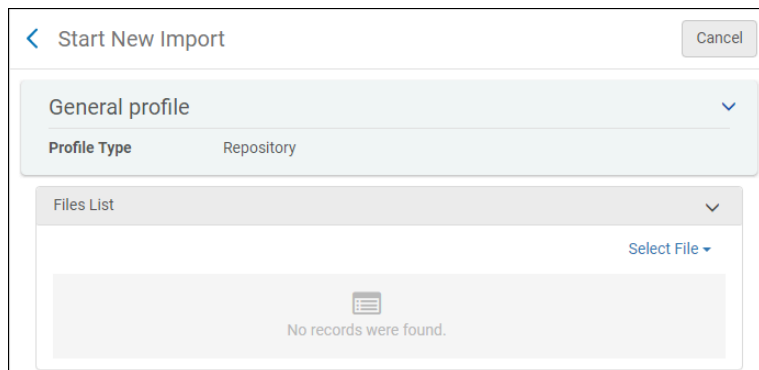 Start New Import
Cancel
General profile
Profile Type Repository
Files List
Select File
No records were found.